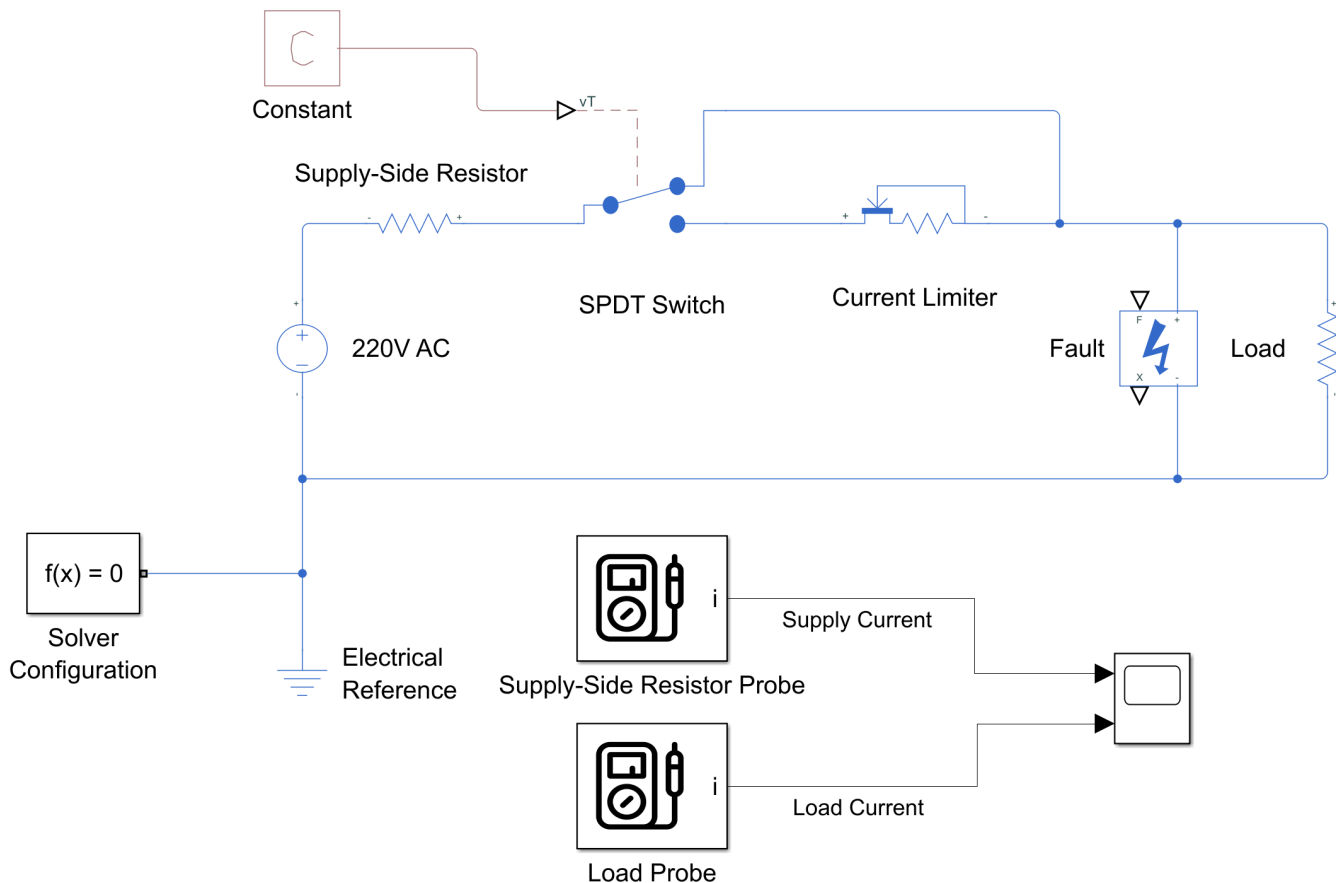 C
Constant
vT
Supply-Side Resistor
- +
SPDT Switch
+ -
Current Limiter
+
+
−
-
220V AC
F +
X -
Fault
+
Load
-
f(x) = 0
Solver
Configuration
Electrical
Reference
i
Supply Current
Supply-Side Resistor Probe
i
Load Current
Load Probe